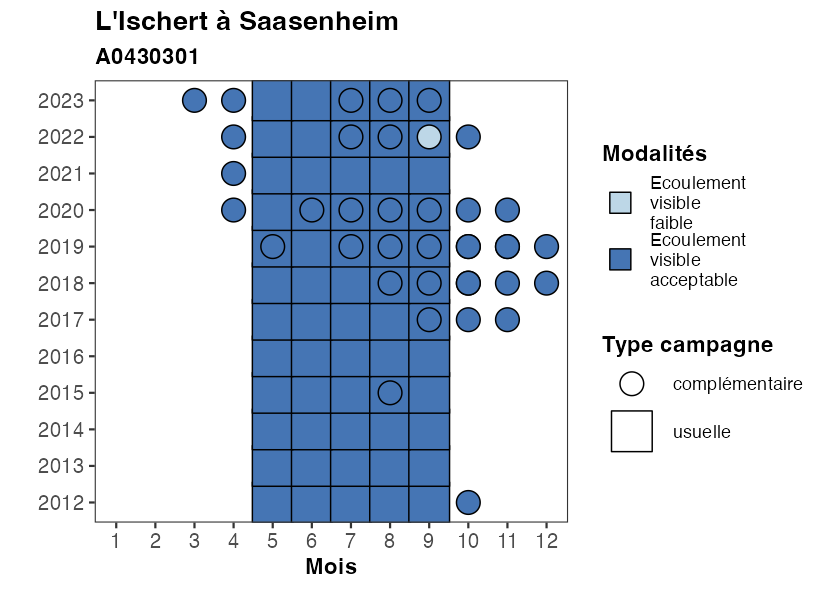 L'Ischert à Saasenheim
A0430301
2023
2022
2021
2020
2019
2018
2017
2016
2015
2014
2013
2012
1 2 3 4 5 6 7 8 9 10 11 12
Mois
Modalités
Ecoulement
visible
faible
Ecoulement
visible
acceptable
Type campagne
complémentaire
usuelle